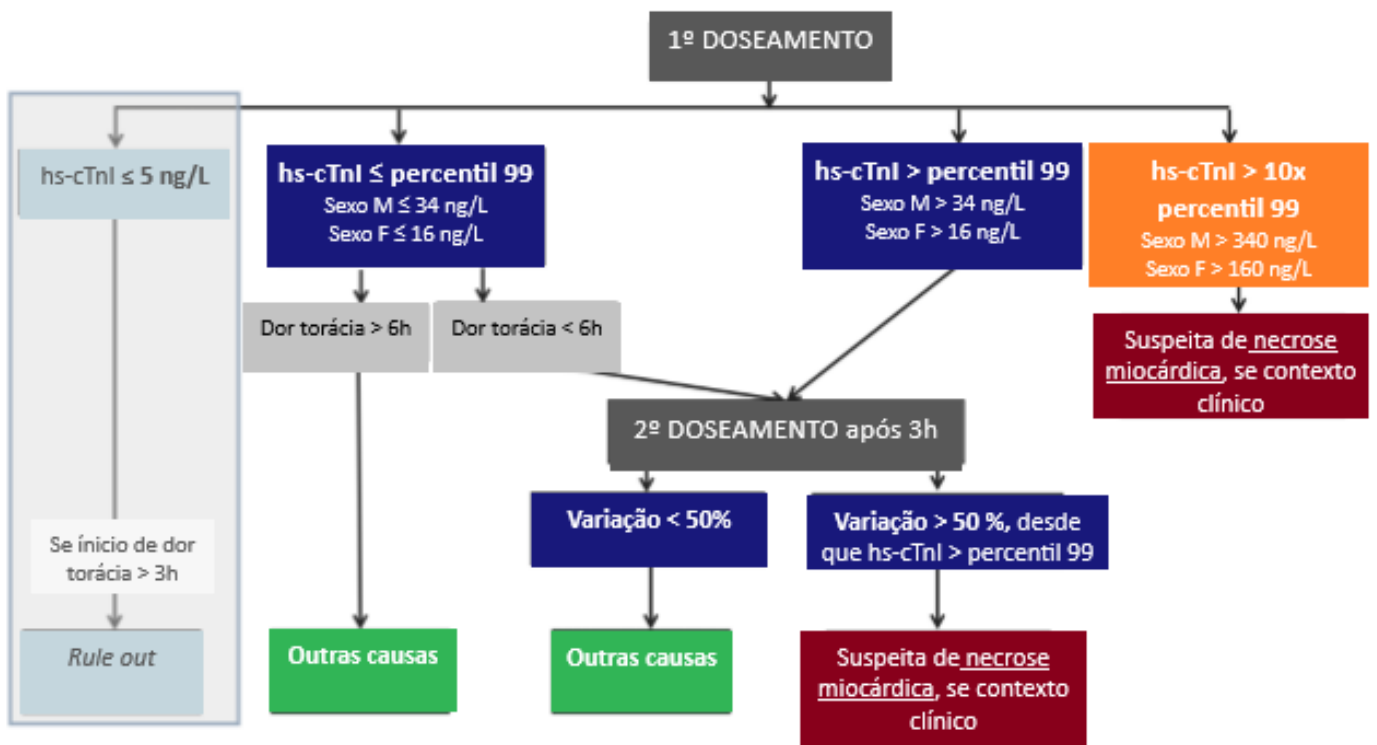 1º DOSEAMENTO
hs-cTnI ≤ 5 ng/L
hs-cTnI ≤ percentil 99
Sexo M ≤ 34 ng/L
Sexo F ≤ 16 ng/L
hs-cTnI > percentil 99
Sexo M > 34 ng/L
Sexo F > 16 ng/L
hs-cTnI > 10x
percentil 99
Sexo M > 340 ng/L
Sexo F > 160 ng/L
Dor torácia > 6h
Dor torácia < 6h
Suspeita de necrose
miocárdica, se contexto
clínico
2º DOSEAMENTO após 3h
Variação < 50%
Variação > 50 %, desde
que hs-cTnI > percentil 99
Se ínicio de dor
torácia > 3h
Rule out
Outras causas
Outras causas
Suspeita de necrose
miocárdica, se contexto
clínico